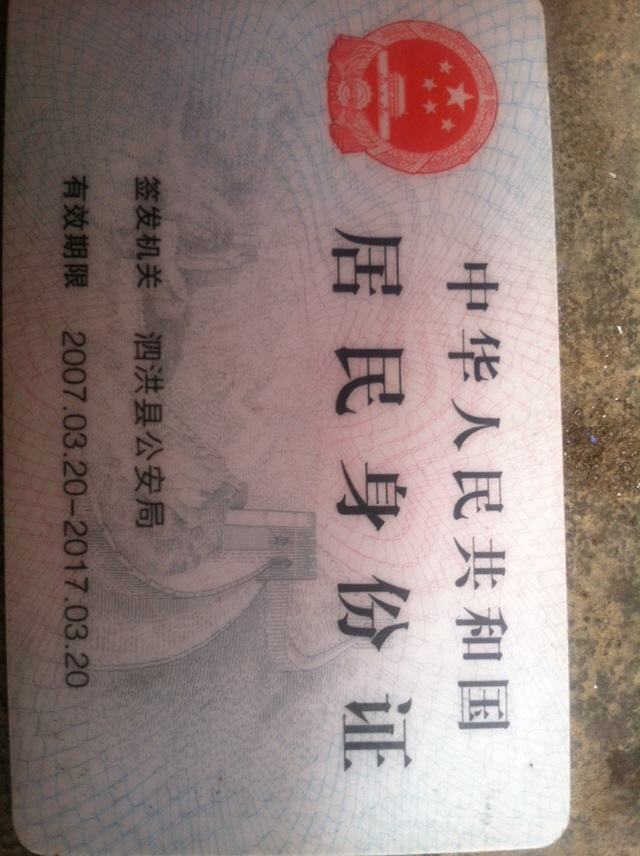 中华人民共和国
居民身份证
签发机关 泗洪县公安局
有效期限 2007.03.20-2017.03.20